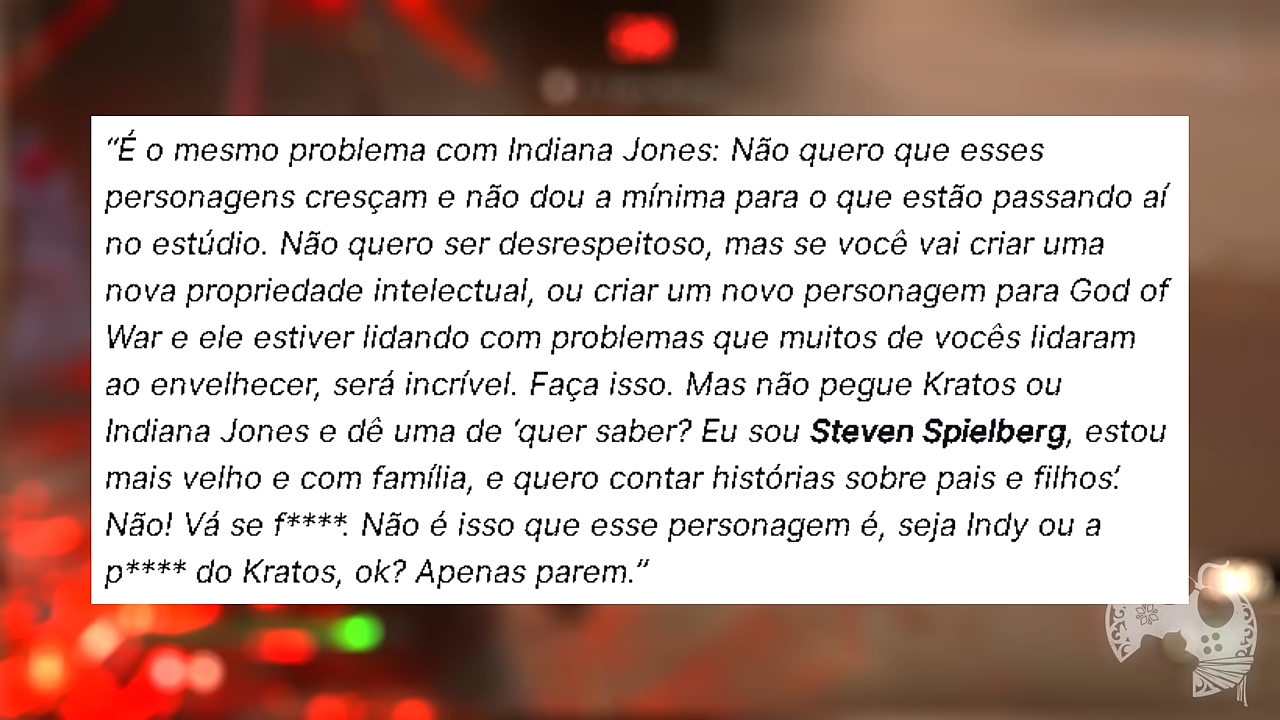 “É o mesmo problema com Indiana Jones: Não quero que esses
personagens cresçam e não dou a mínima para o que estão passando aí
no estúdio. Não quero ser desrespeitoso, mas se você vai criar uma
nova propriedade intelectual, ou criar um novo personagem para God of
War e ele estiver lidando com problemas que muitos de vocês lidaram
ao envelhecer, será incrível. Faça isso. Mas não pegue Kratos ou
Indiana Jones e dê uma de ‘quer saber? Eu sou Steven Spielberg, estou
mais velho e com família, e quero contar histórias sobre pais e filhos’.
Não! Vá se f****. Não é isso que esse personagem é, seja Indy ou a
p**** do Kratos, ok? Apenas parem.”